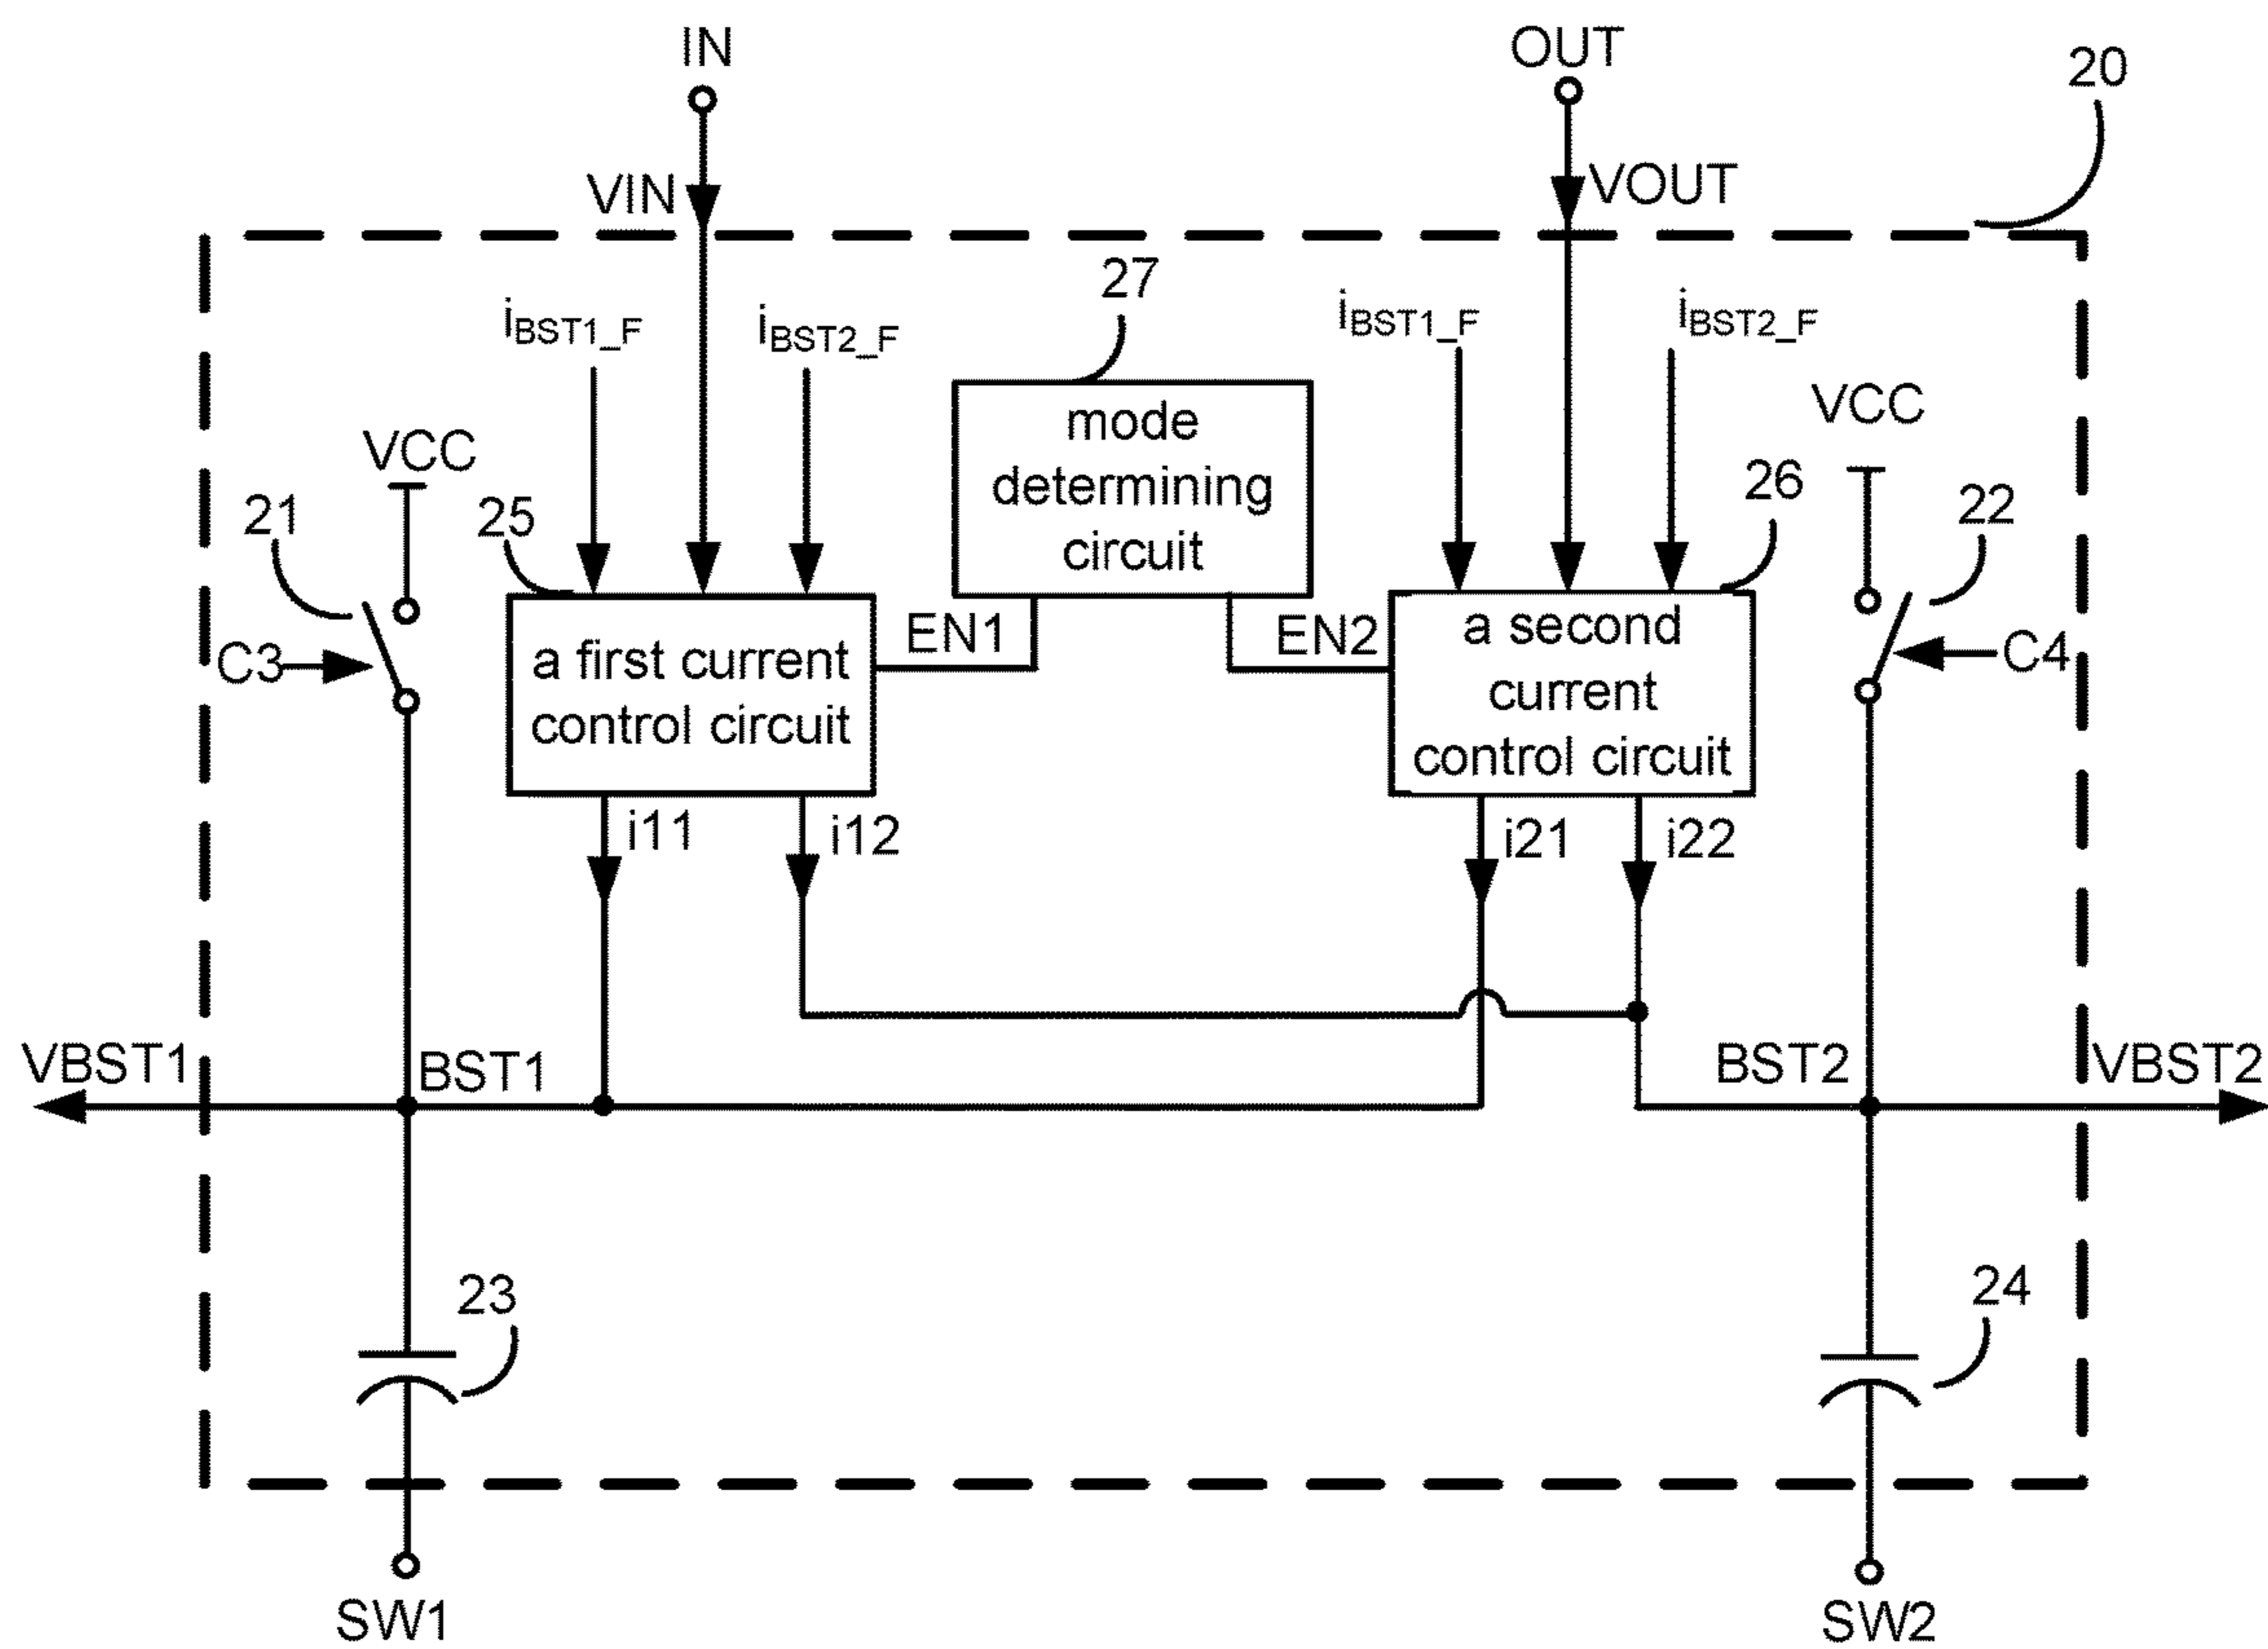 IN
OUT
20
VIN
VOUT
27
iBST1_F
iBST2_F
iBST1_F
iBST2_F
VCC
mode
determining
circuit
VCC
21
25
26
22
C3
a first current
control circuit
EN1
EN2
a second
current
control circuit
C4
i11
i12
i21
i22
VBST1
BST1
BST2
VBST2
23
24
SW1
SW2